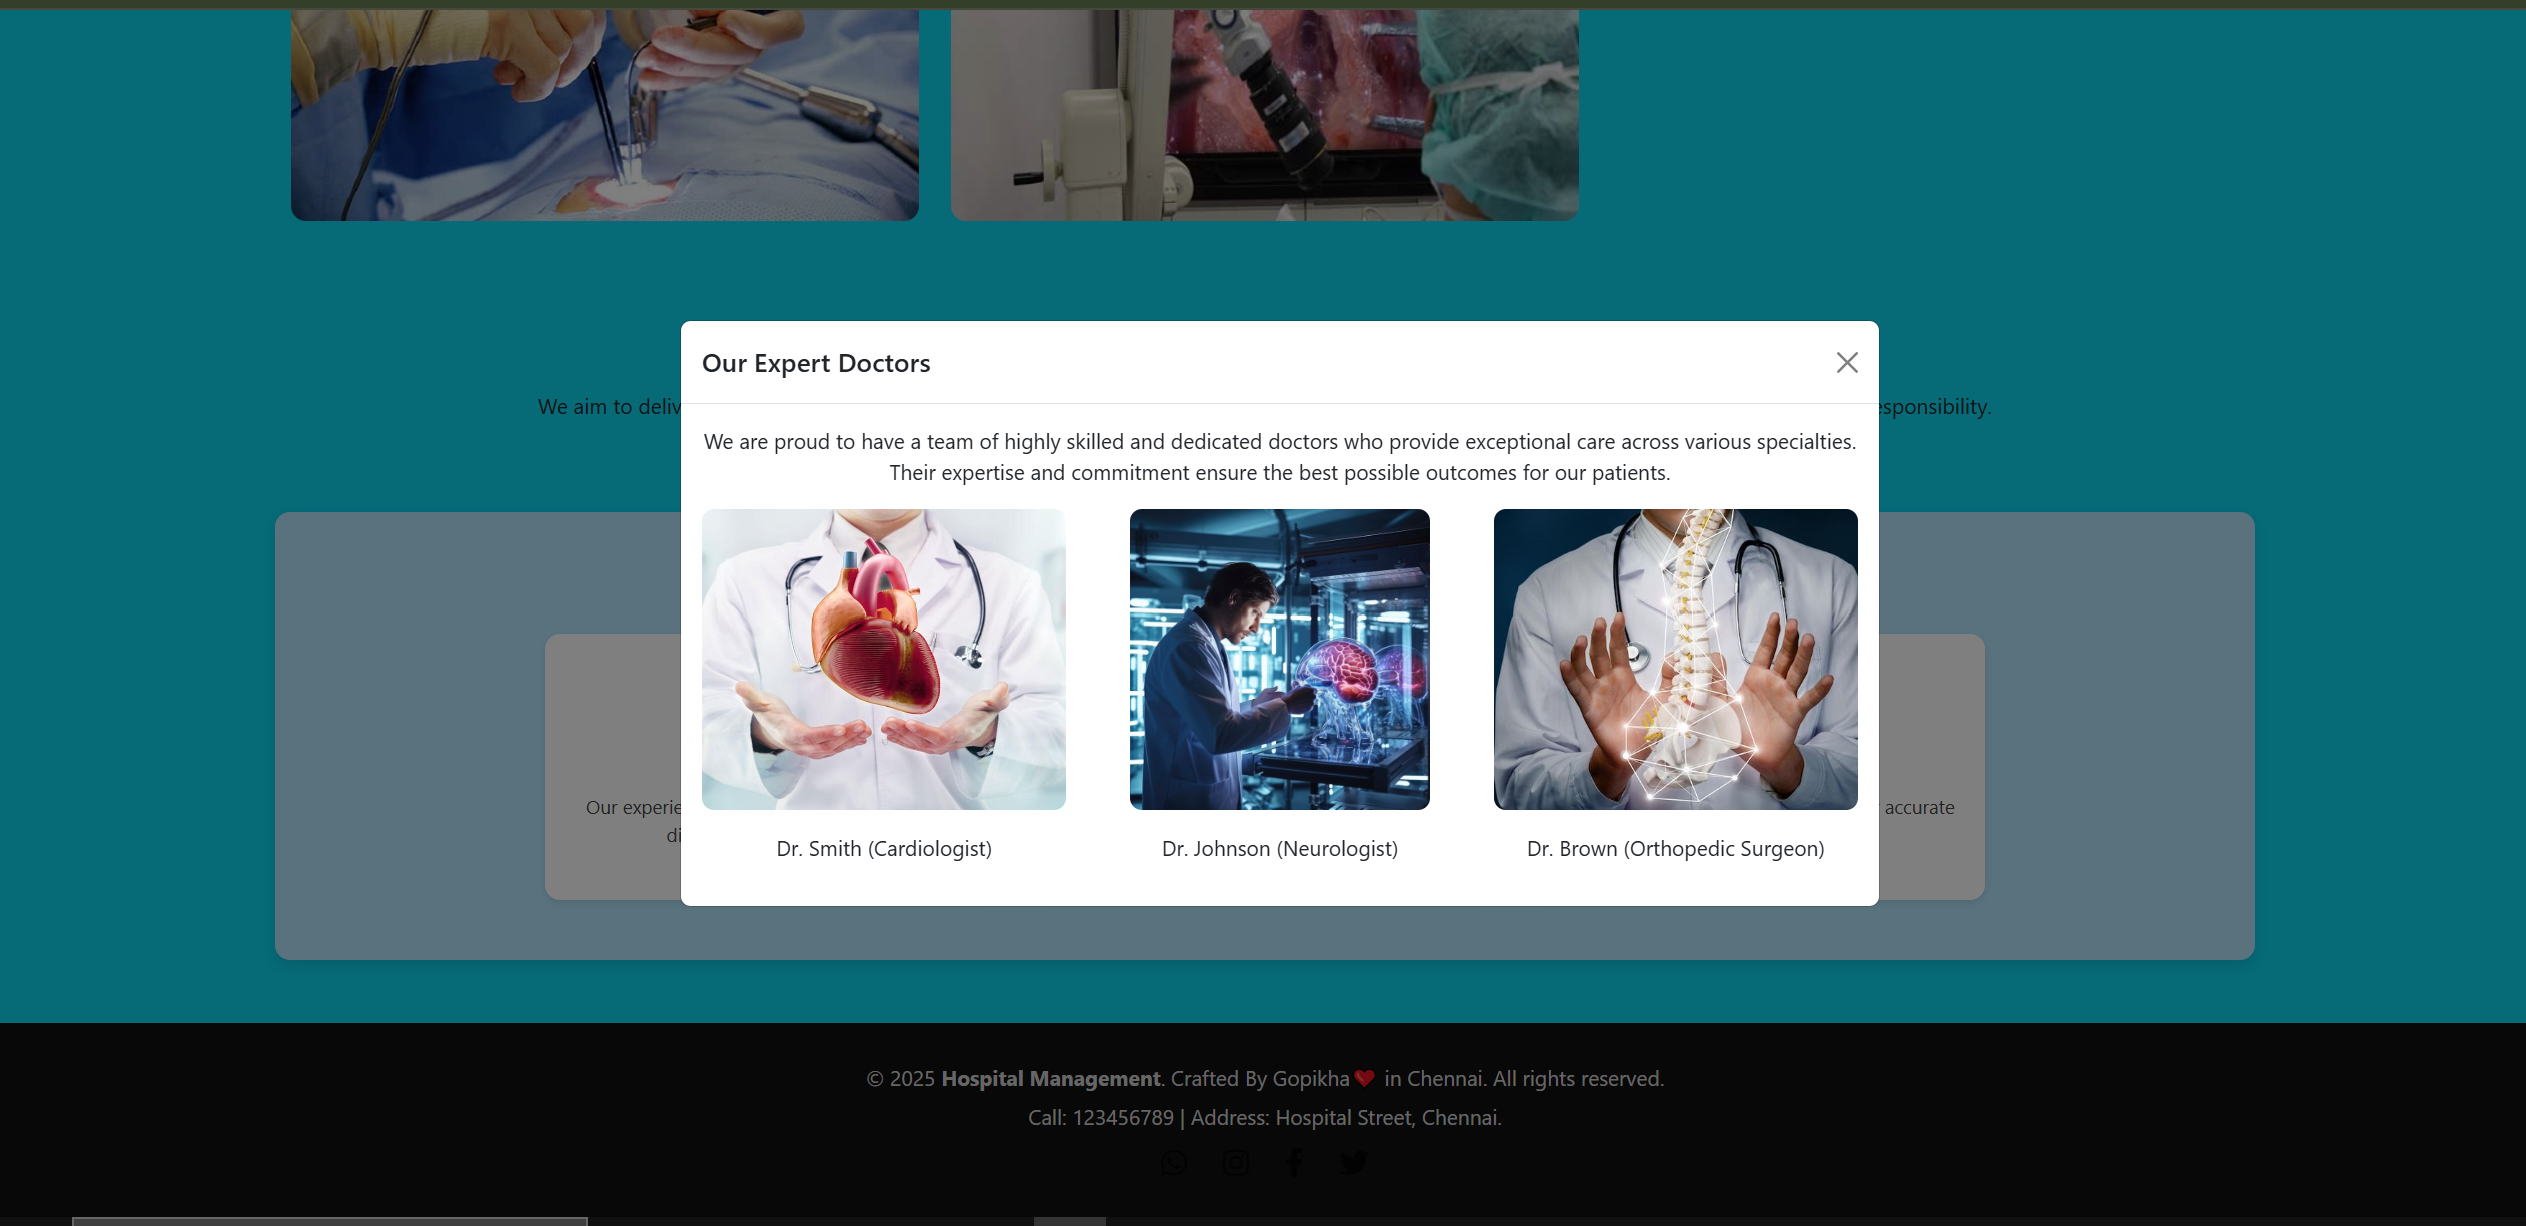 Our Expert Doctors
We aim to deliv
esponsibility.
We are proud to have a team of highly skilled and dedicated doctors who provide exceptional care across various specialties.
Their expertise and commitment ensure the best possible outcomes for our patients.
Our experie
accurate
di
Dr. Smith (Cardiologist)
Dr. Johnson (Neurologist)
Dr. Brown (Orthopedic Surgeon)
© 2025 Hospital Management. Crafted By Gopikha❤ in Chennai. All rights reserved.
Call: 123456789 | Address: Hospital Street, Chennai.